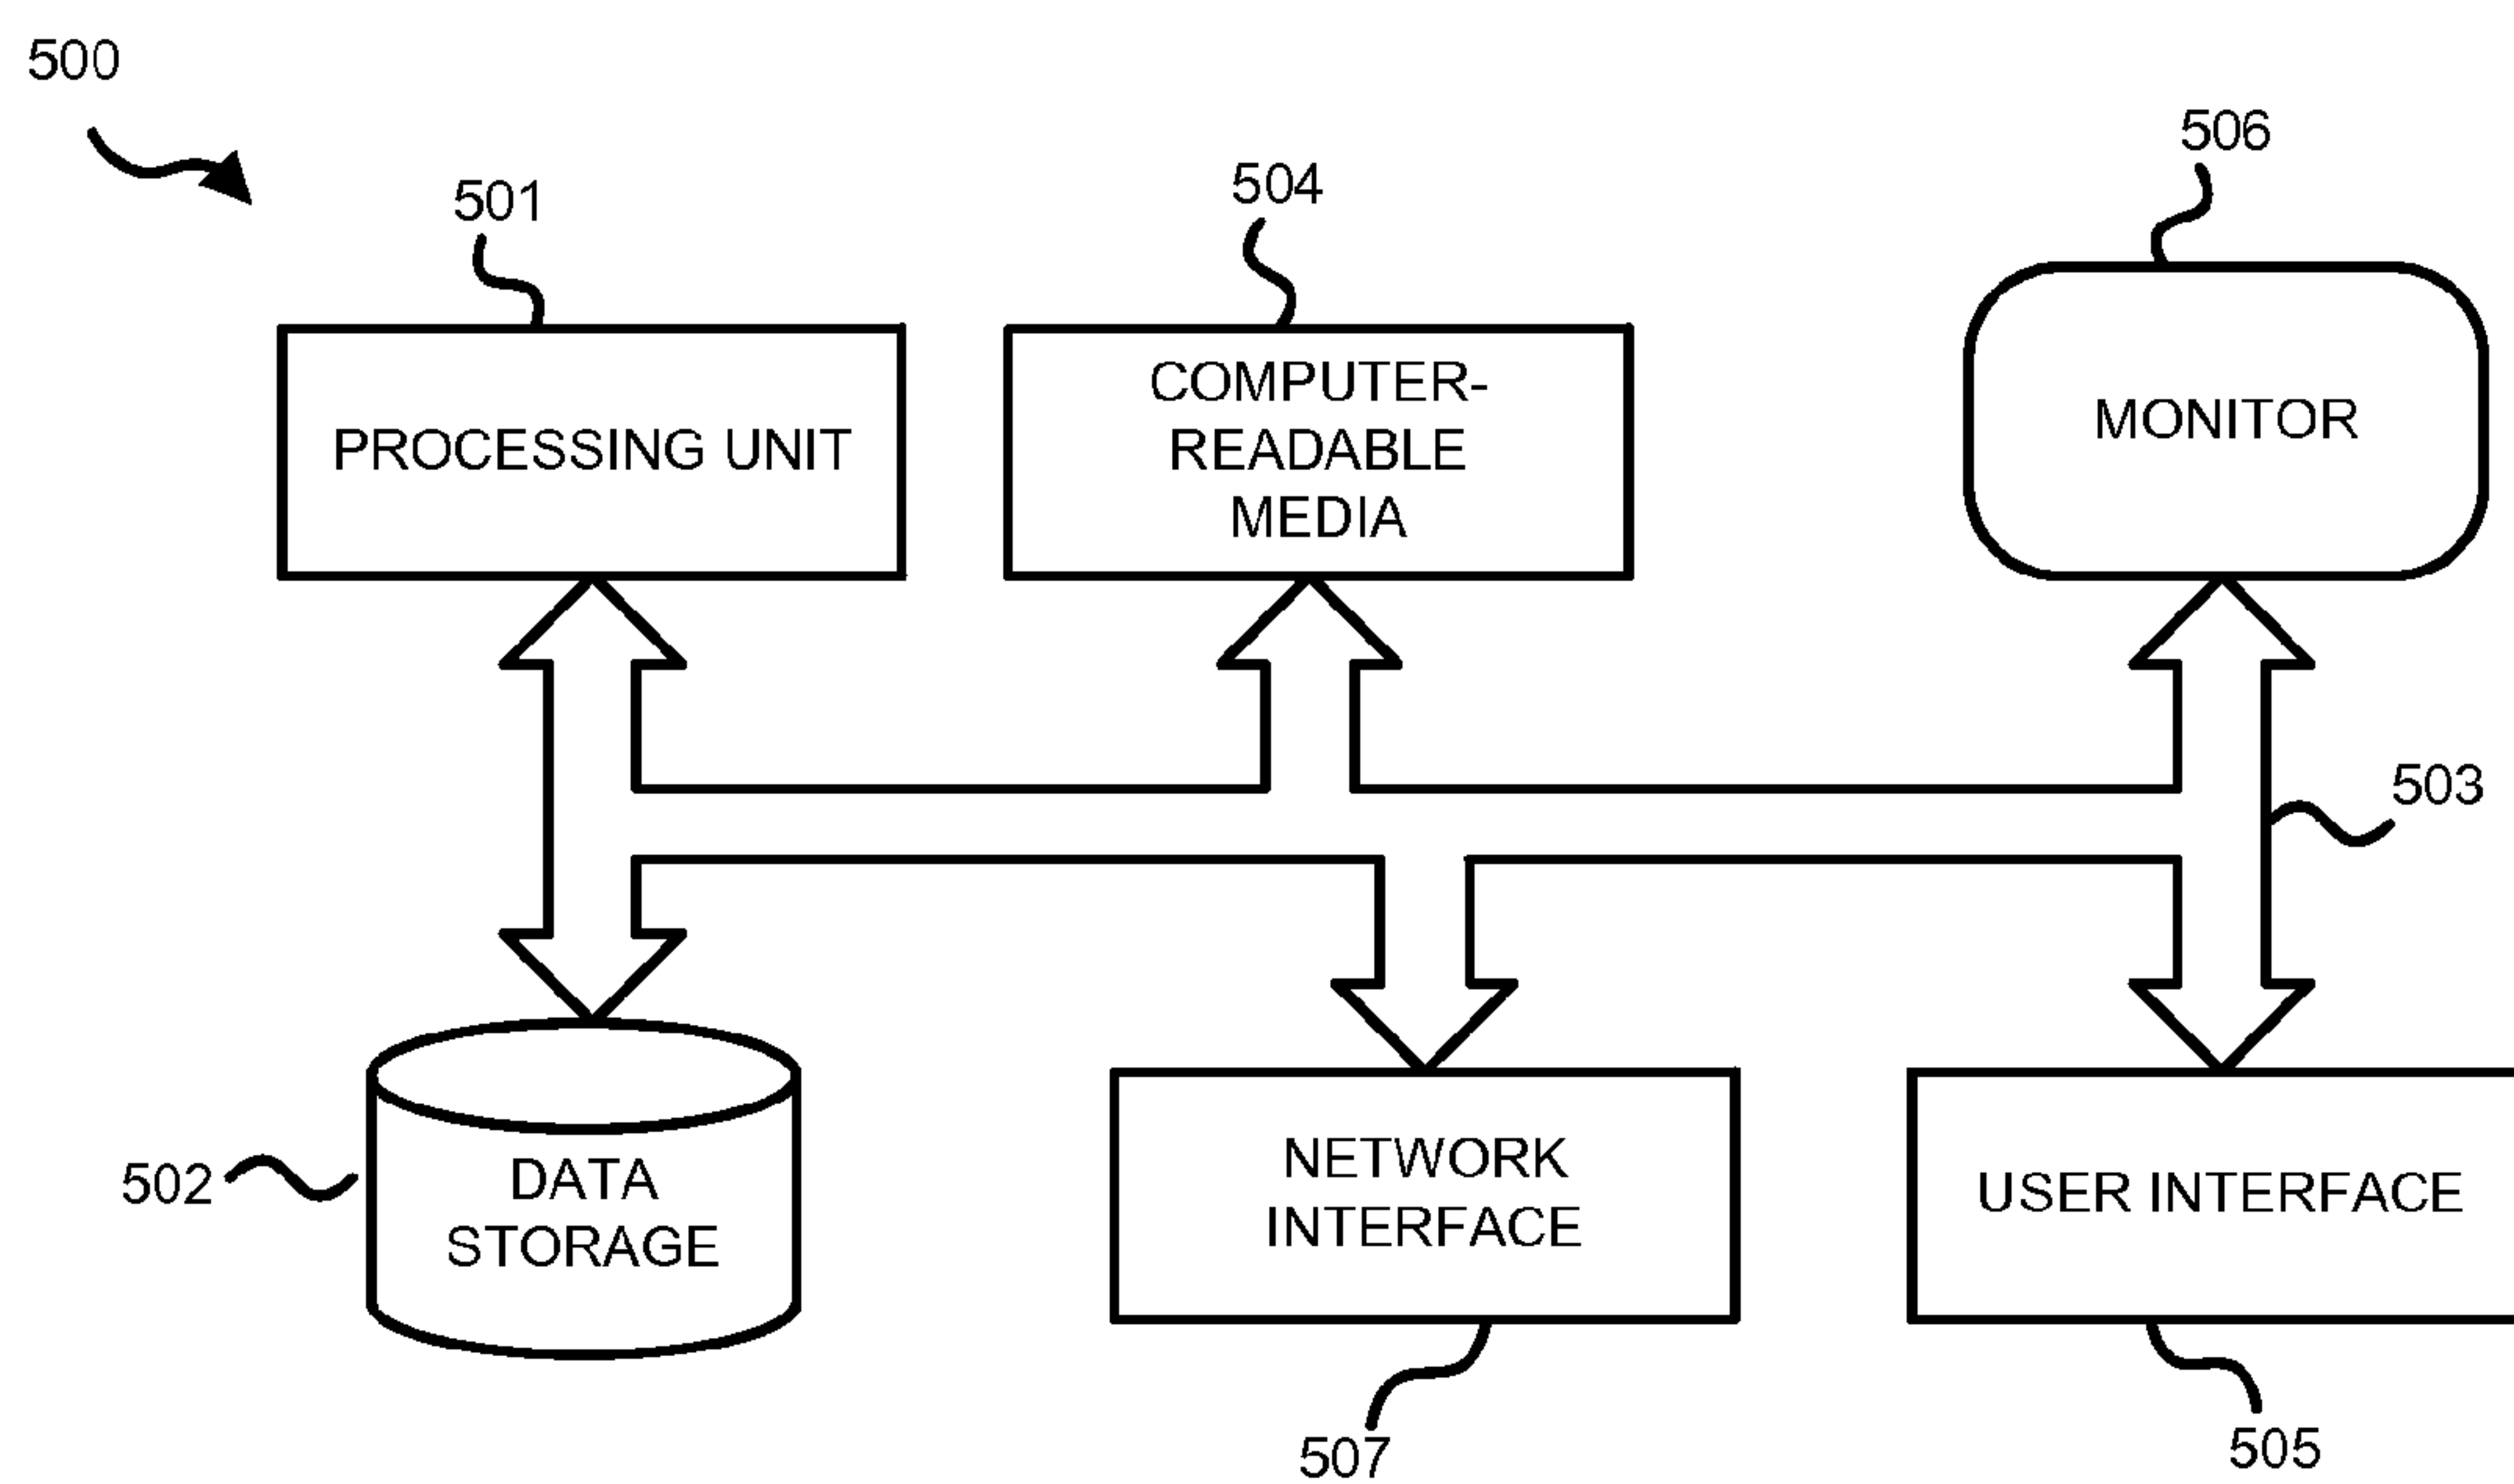 500
501
504
506
PROCESSING UNIT
COMPUTER-
READABLE
MEDIA
MONITOR
503
502
DATA
STORAGE
NETWORK
INTERFACE
USER INTERFACE
507
505